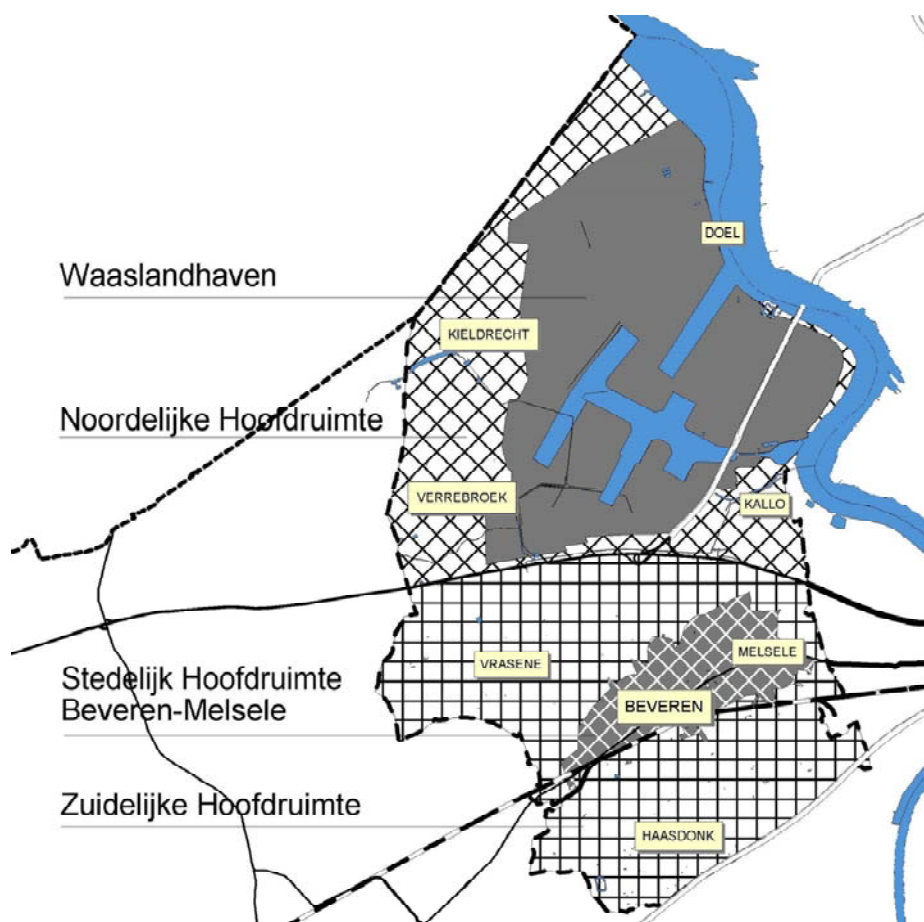 DOEL
Waaslandhaven
KIELDRECHT
Noordelijke Hoofdruimte
VERREBROEK
KALLO
MELSELE
VRASENE
Stedelijk Hoofdruimte
Beveren-Melsele
BEVEREN
Zuidelijke Hoofdruimte
HAASDONK